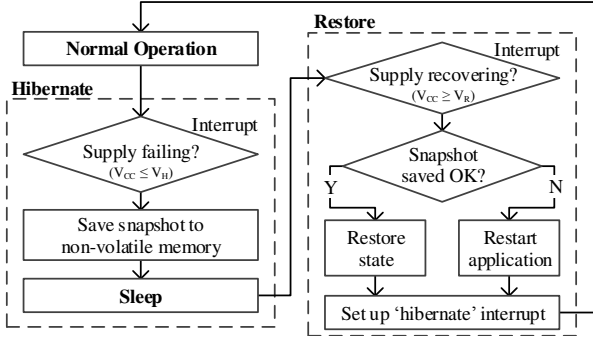 Normal Operation
Hibernate
Interrupt
Supply failing?
(VCC ≤ VH)
Save snapshot to
non-volatile memory
Sleep
Restore
Interrupt
Supply recovering?
(VCC ≥ VR)
Snapshot
saved OK?
Y
N
Restore
state
Restart
application
Set up ‘hibernate’ interrupt